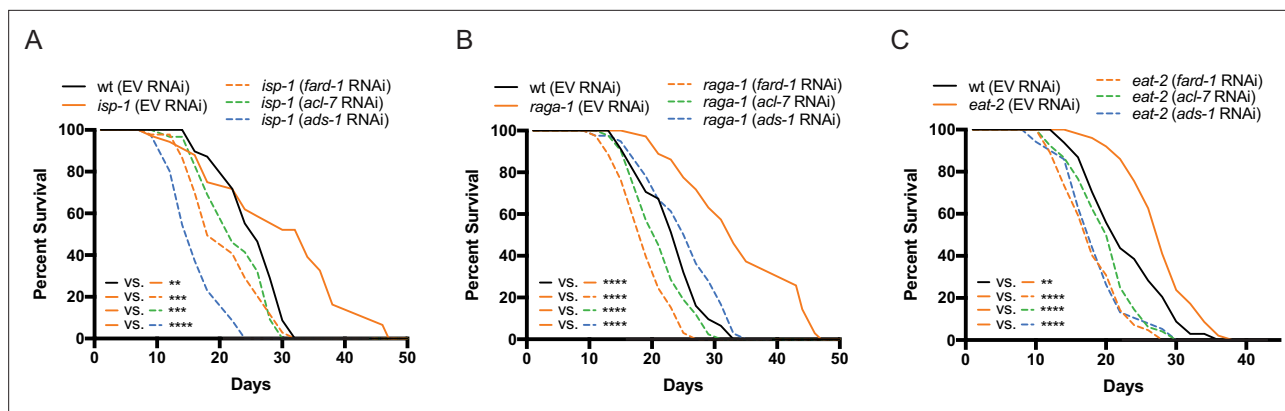 A
wt (EV RNAi)
isp-1 (EV RNAi)
isp-1 (fard-1 RNAi)
isp-1 (acl-7 RNAi)
isp-1 (ads-1 RNAi)
Percent Survival
100
80
60
40
20
0
vs. **
vs. ***
vs. ***
vs. ****
0 10 20 30 40 50
Days
B
wt (EV RNAi)
raga-1 (EV RNAi)
raga-1 (fard-1 RNAi)
raga-1 (acl-7 RNAi)
raga-1 (ads-1 RNAi)
Percent Survival
100
80
60
40
20
0
vs. ****
vs. ****
vs. ****
vs. ****
0 10 20 30 40 50
Days
C
wt (EV RNAi)
eat-2 (EV RNAi)
eat-2 (fard-1 RNAi)
eat-2 (acl-7 RNAi)
eat-2 (ads-1 RNAi)
Percent Survival
100
80
60
40
20
0
vs. **
vs. ****
vs. ****
vs. ****
0 10 20 30 40
Days